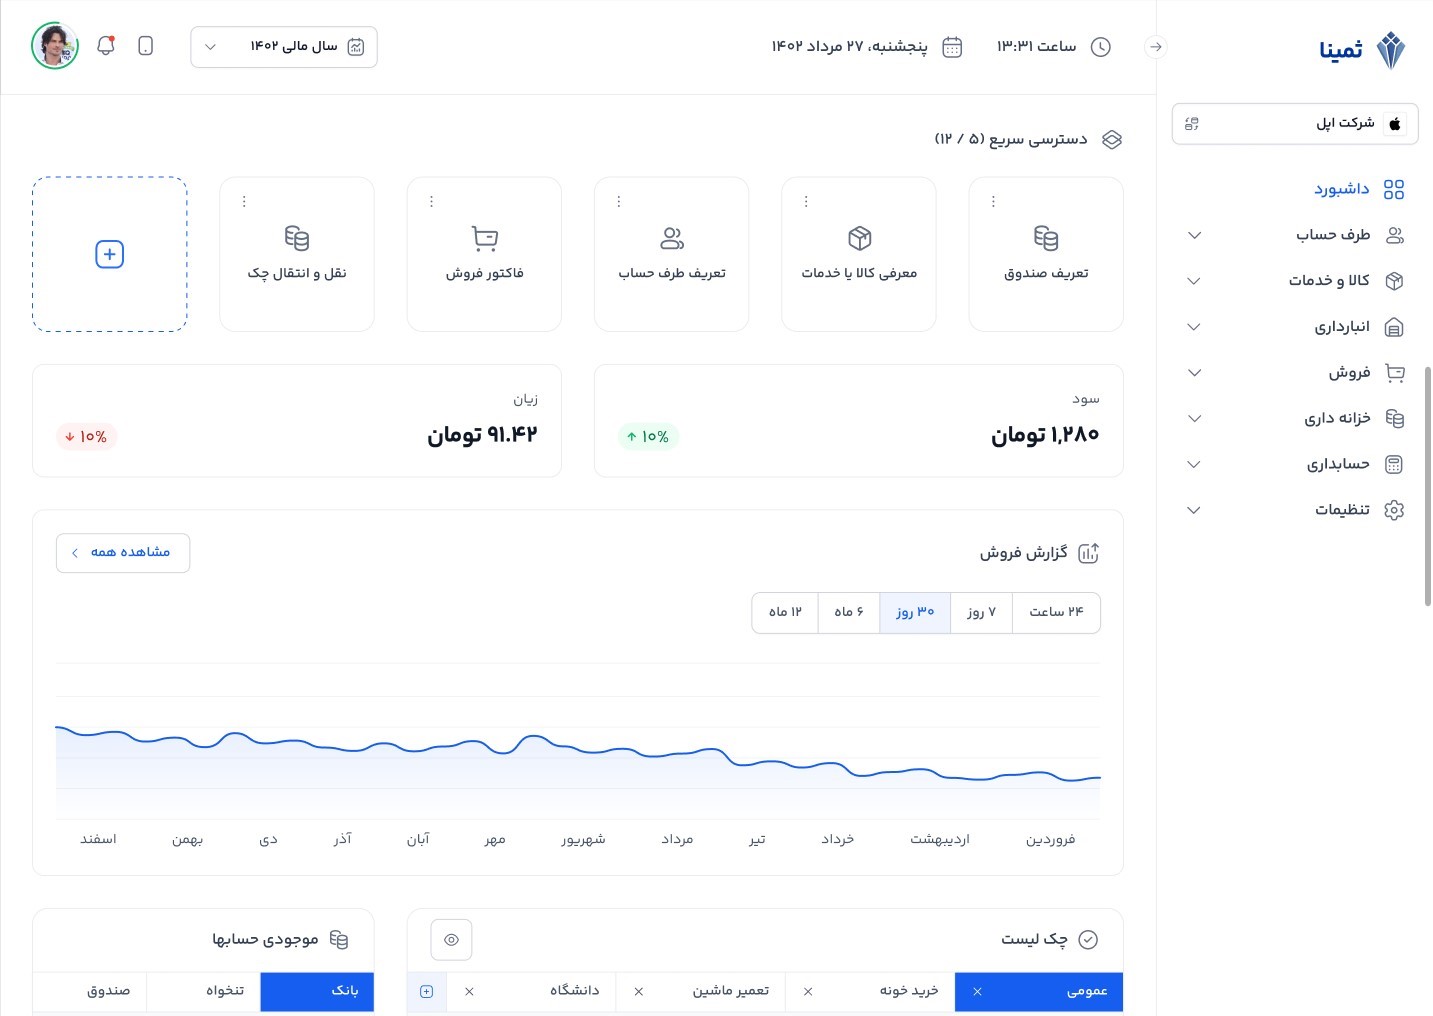 ثمینا
شرکت اپل
داشبورد
طرف حساب
کالا و خدمات
انبارداری
فروش
خزانه داری
حسابداری
تنظیمات
ساعت ۱۳:۳۱
پنجشنبه، ۲۷ مرداد ۱۴۰۲
سال مالی ۱۴۰۲
دسترسی سریع (۵ / ۱۲)
تعریف صندوق
معرفی کالا یا خدمات
تعریف طرف حساب
فاکتور فروش
نقل و انتقال چک
سود
۱,۲۸۰ تومان
۱۰%
زیان
۹۱.۴۲ تومان
۱۰%
گزارش فروش
مشاهده همه
۲۴ ساعت
۷ روز
۳۰ روز
۶ ماه
۱۲ ماه
فروردین
اردیبهشت
خرداد
تیر
مرداد
شهریور
مهر
آبان
آذر
دی
بهمن
اسفند
چک لیست
عمومی
خرید خونه
تعمیر ماشین
دانشگاه
موجودی حسابها
بانک
تنخواه
صندوق